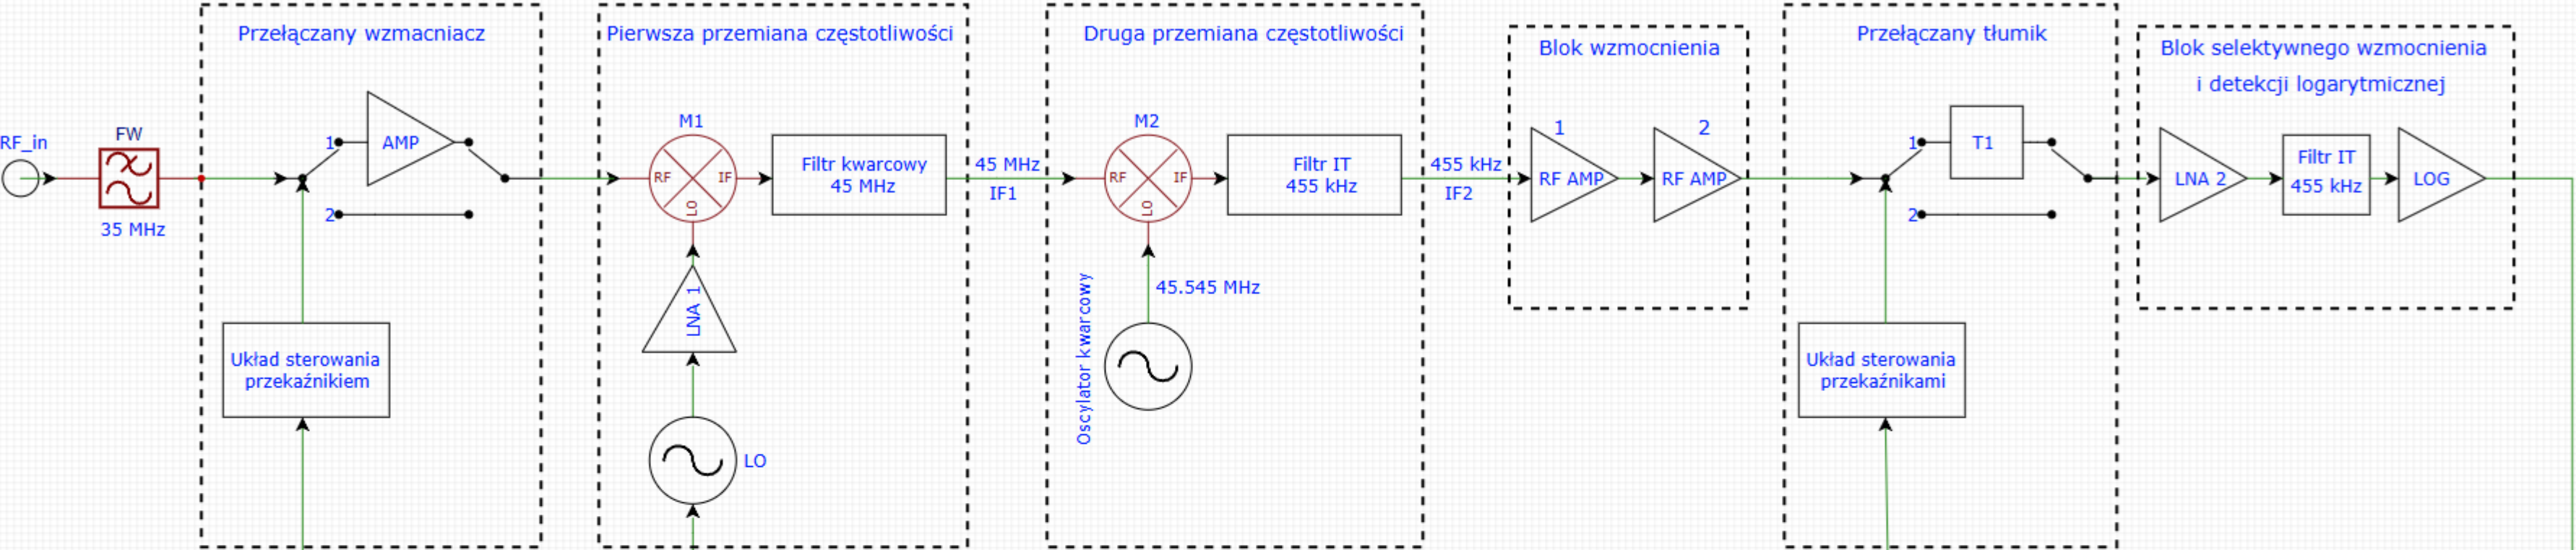 RF_in
FW
35 MHz
Przełączany wzmacniacz
1
AMP
2
Układ sterowania
przekaźnikiem
Pierwsza przemiana częstotliwości
M1
RF
IF
LO
Filtr kwarcowy
45 MHz
LNA 1
LO
45 MHz
IF1
Druga przemiana częstotliwości
M2
RF
IF
LO
Filtr IT
455 kHz
45.545 MHz
Oscylator kwarcowy
455 kHz
IF2
Blok wzmocnienia
1
2
RF AMP
RF AMP
Przełączany tłumik
1
T1
2
Układ sterowania
przekaźnikami
Blok selektywnego wzmocnienia
i detekcji logarytmicznej
LNA 2
Filtr IT
455 kHz
LOG